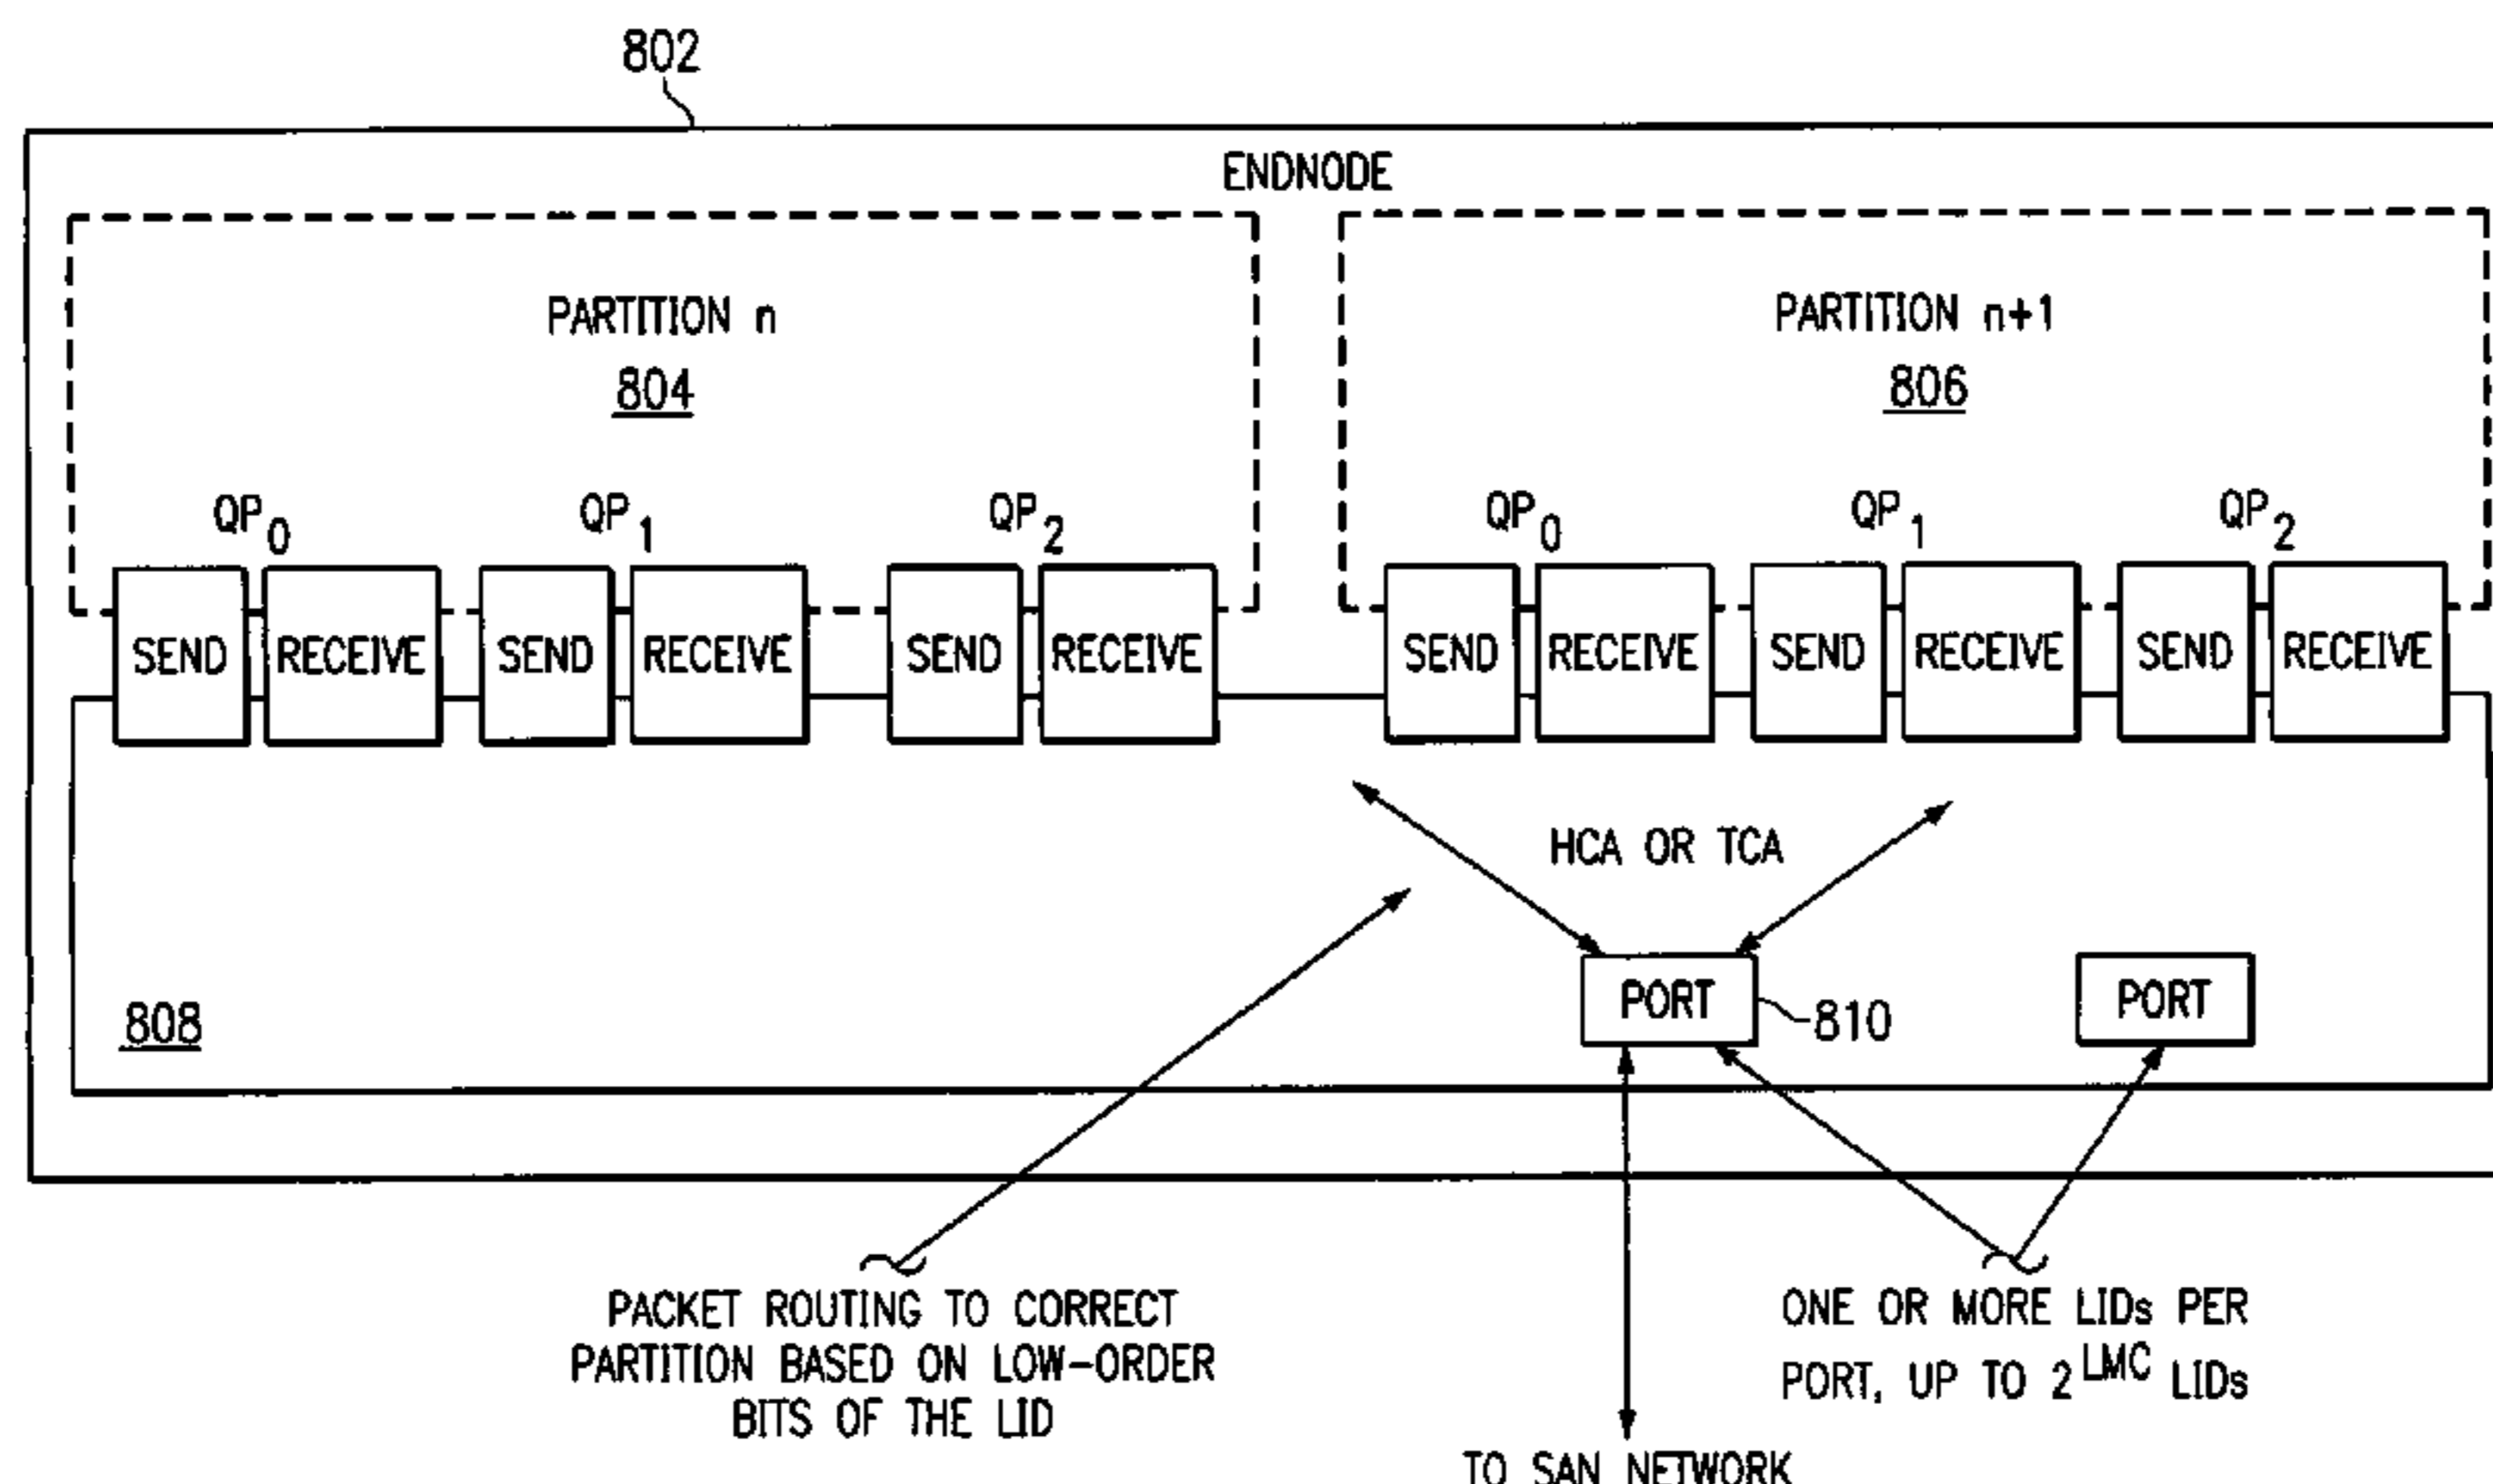 802
ENDNODE
PARTITION n
804
PARTITION n+1
806
QP0 QP1 QP2 QP0 QP1 QP2
SEND RECEIVE SEND RECEIVE SEND RECEIVE SEND RECEIVE SEND RECEIVE SEND RECEIVE
HCA OR TCA
808
PORT
810
PORT
PACKET ROUTING TO CORRECT
PARTITION BASED ON LOW-ORDER
BITS OF THE LID
ONE OR MORE LIDs PER
PORT, UP TO 2^LMC LIDs
TO SAN NETWORK